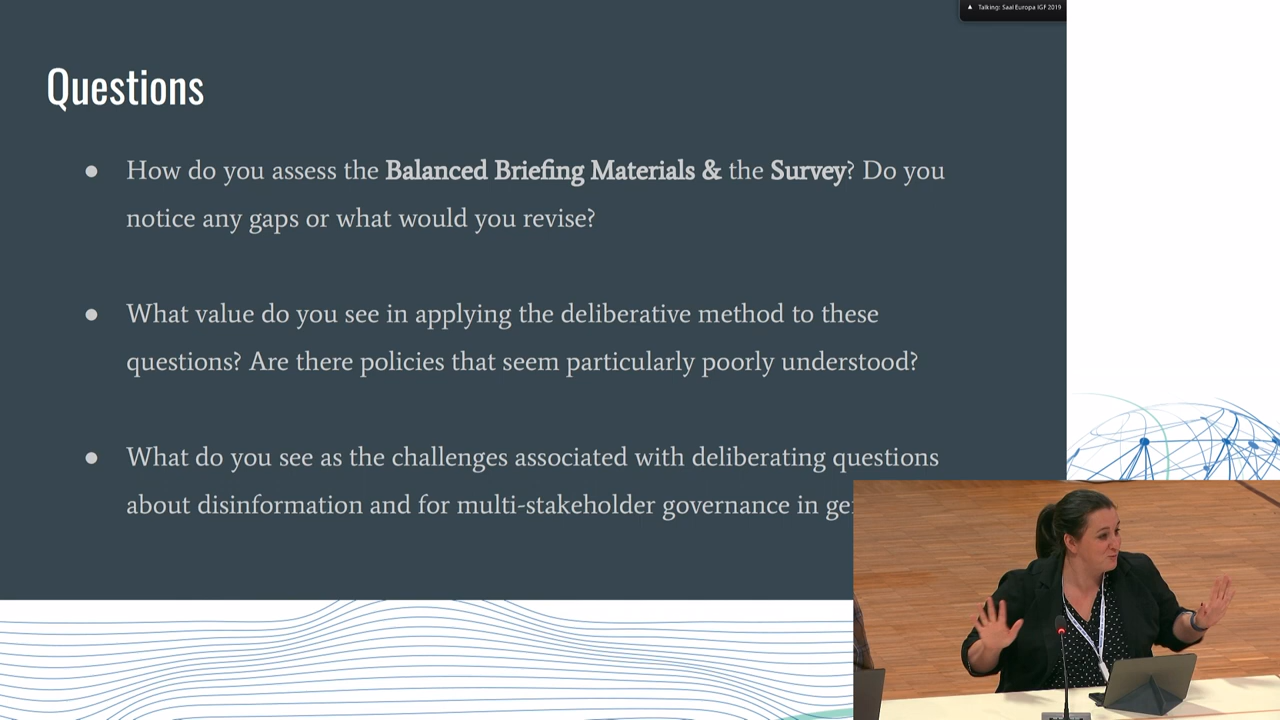 Talking: Saal Europa IGF 2019
Questions
● How do you assess the Balanced Briefing Materials & the Survey? Do you
notice any gaps or what would you revise?
● What value do you see in applying the deliberative method to these
questions? Are there policies that seem particularly poorly understood?
● What do you see as the challenges associated with deliberating questions
about disinformation and for multi-stakeholder governance in